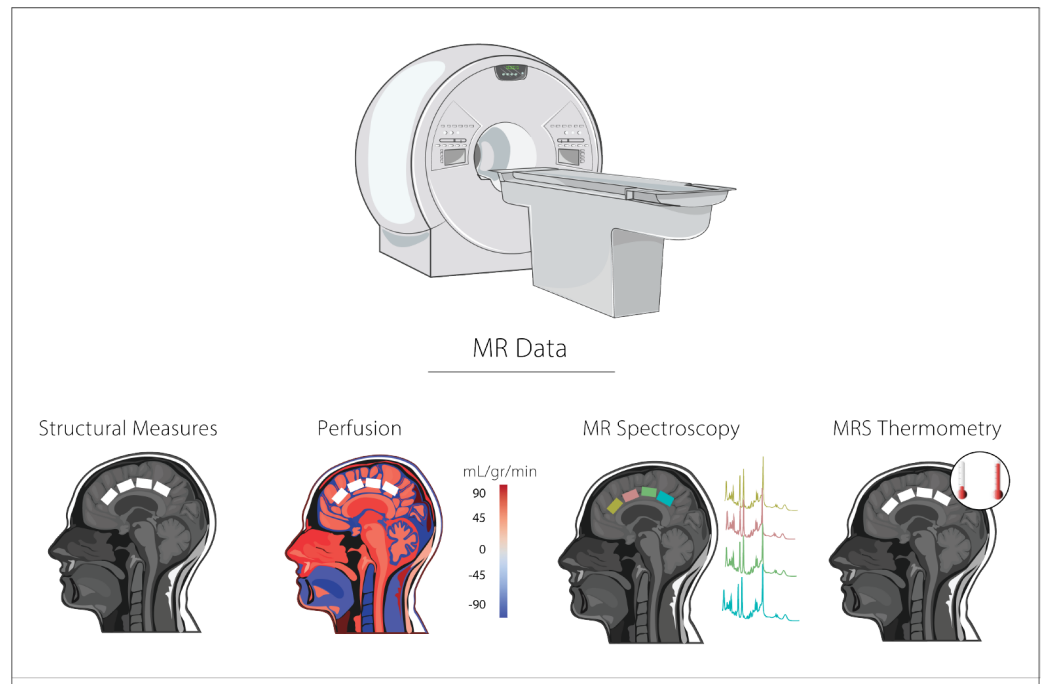 MR Data
Structural Measures
Perfusion
MR Spectroscopy
MRS Thermometry
mL/gr/min
90
45
0
-45
-90